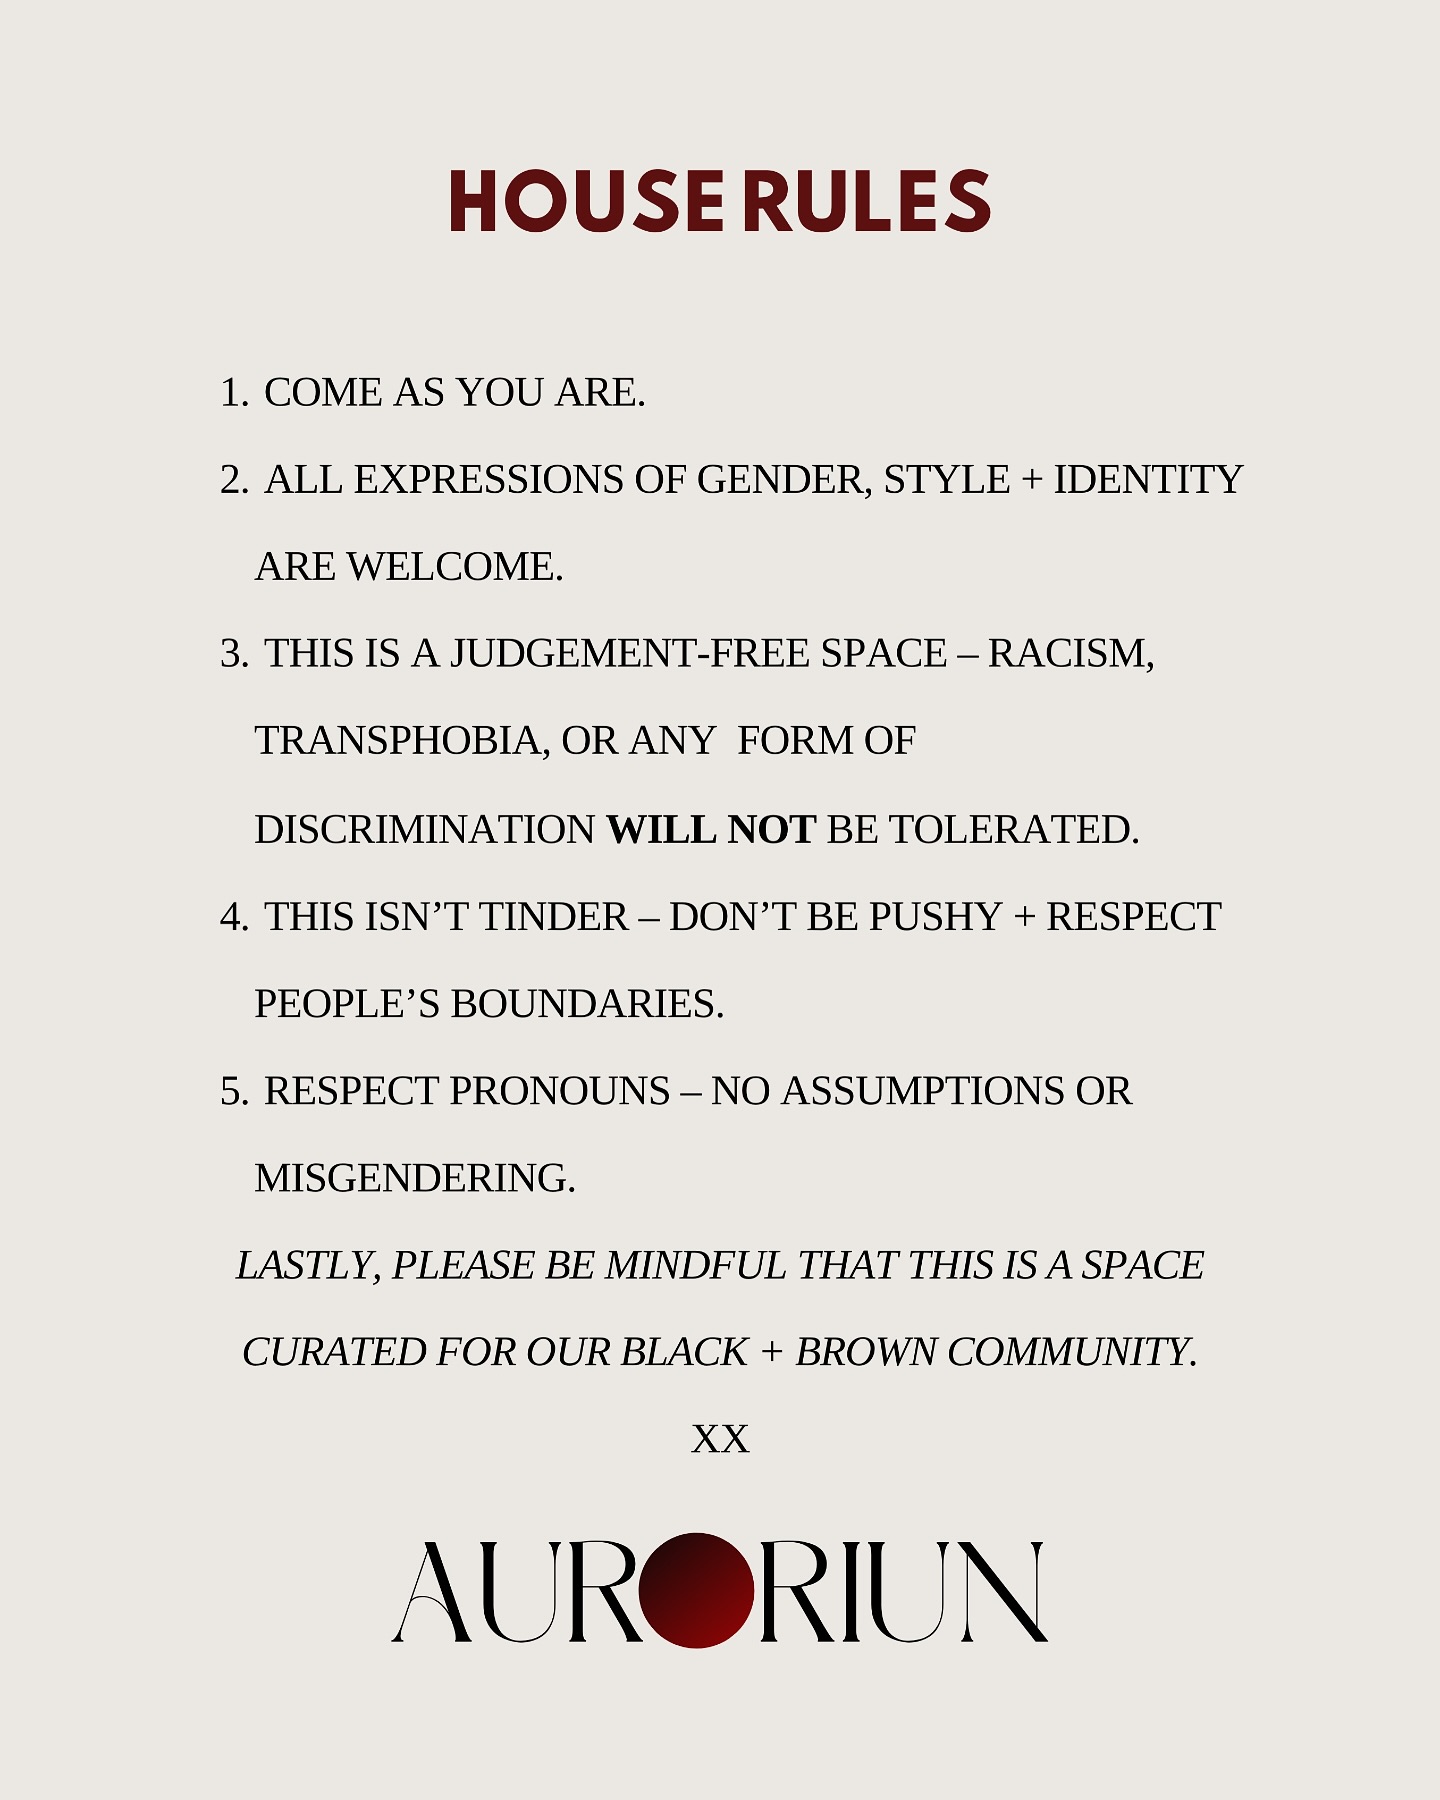 HOUSE RULES
1. COME AS YOU ARE.
2. ALL EXPRESSIONS OF GENDER, STYLE + IDENTITY
ARE WELCOME.
3. THIS IS A JUDGEMENT-FREE SPACE – RACISM,
TRANSPHOBIA, OR ANY  FORM OF
DISCRIMINATION WILL NOT BE TOLERATED.
4. THIS ISN’T TINDER – DON’T BE PUSHY + RESPECT
PEOPLE’S BOUNDARIES.
5. RESPECT PRONOUNS – NO ASSUMPTIONS OR
MISGENDERING.
LASTLY, PLEASE BE MINDFUL THAT THIS IS A SPACE
CURATED FOR OUR BLACK + BROWN COMMUNITY.
XX
AURORIUN